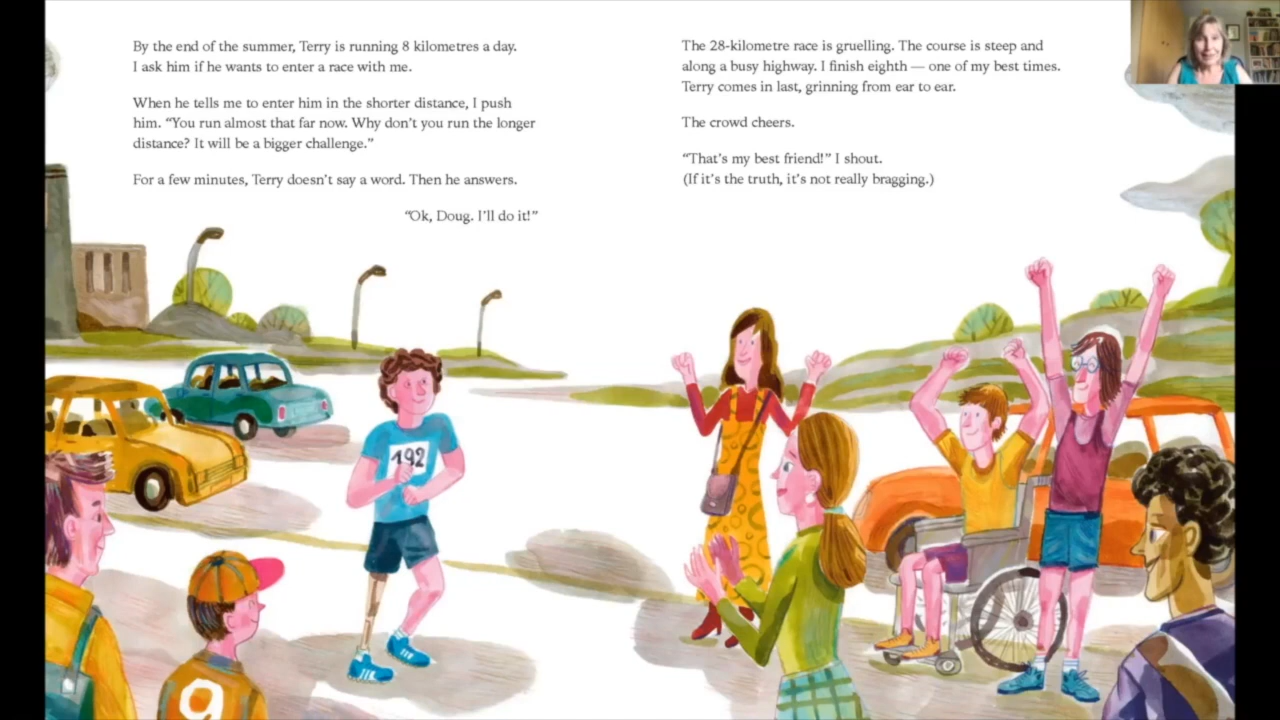 By the end of the summer, Terry is running 8 kilometres a day.
I ask him if he wants to enter a race with me.
When he tells me to enter him in the shorter distance, I push
him. “You run almost that far now. Why don’t you run the longer
distance? It will be a bigger challenge.”
For a few minutes, Terry doesn’t say a word. Then he answers.
“Ok, Doug. I’ll do it!”
The 28-kilometre race is gruelling. The course is steep and
along a busy highway. I finish eighth — one of my best times.
Terry comes in last, grinning from ear to ear.
The crowd cheers.
“That’s my best friend!” I shout.
(If it’s the truth, it’s not really bragging.)
492
9